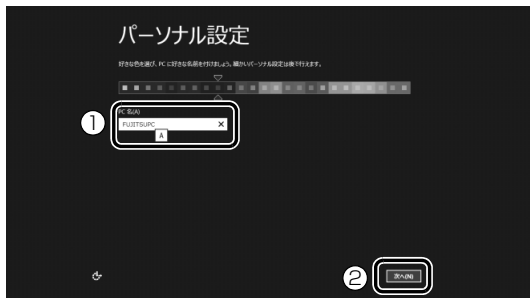 パーソナル設定
好きな色を選び、PC に好きな名前を付けましょう。細かいパーソナル設定は後で行えます。
PC 名(A)
① FUJITSUPC ×
A
② 次へ(N)